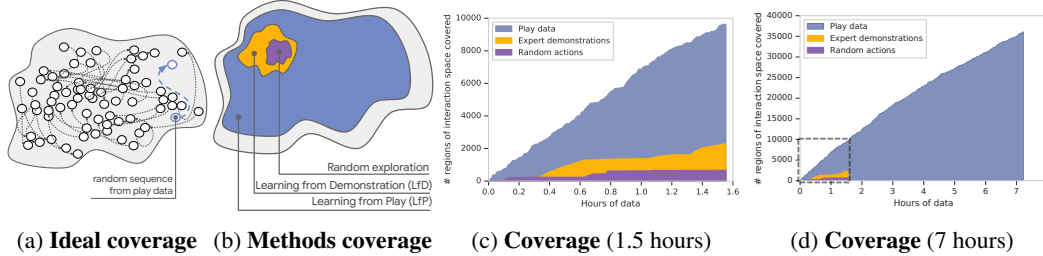 random sequence
from play data
(a) Ideal coverage
Random exploration
Learning from Demonstration (LfD)
Learning from Play (LfP)
(b) Methods coverage
# regions of interaction space covered
10000
8000
6000
4000
2000
0
Play data
Expert demonstrations
Random actions
0.0 0.2 0.4 0.6 0.8 1.0 1.2 1.4 1.6
Hours of data
(c) Coverage (1.5 hours)
# regions of interaction space covered
40000
35000
30000
25000
20000
15000
10000
5000
0
Play data
Expert demonstrations
Random actions
0 1 2 3 4 5 6 7
Hours of data
(d) Coverage (7 hours)